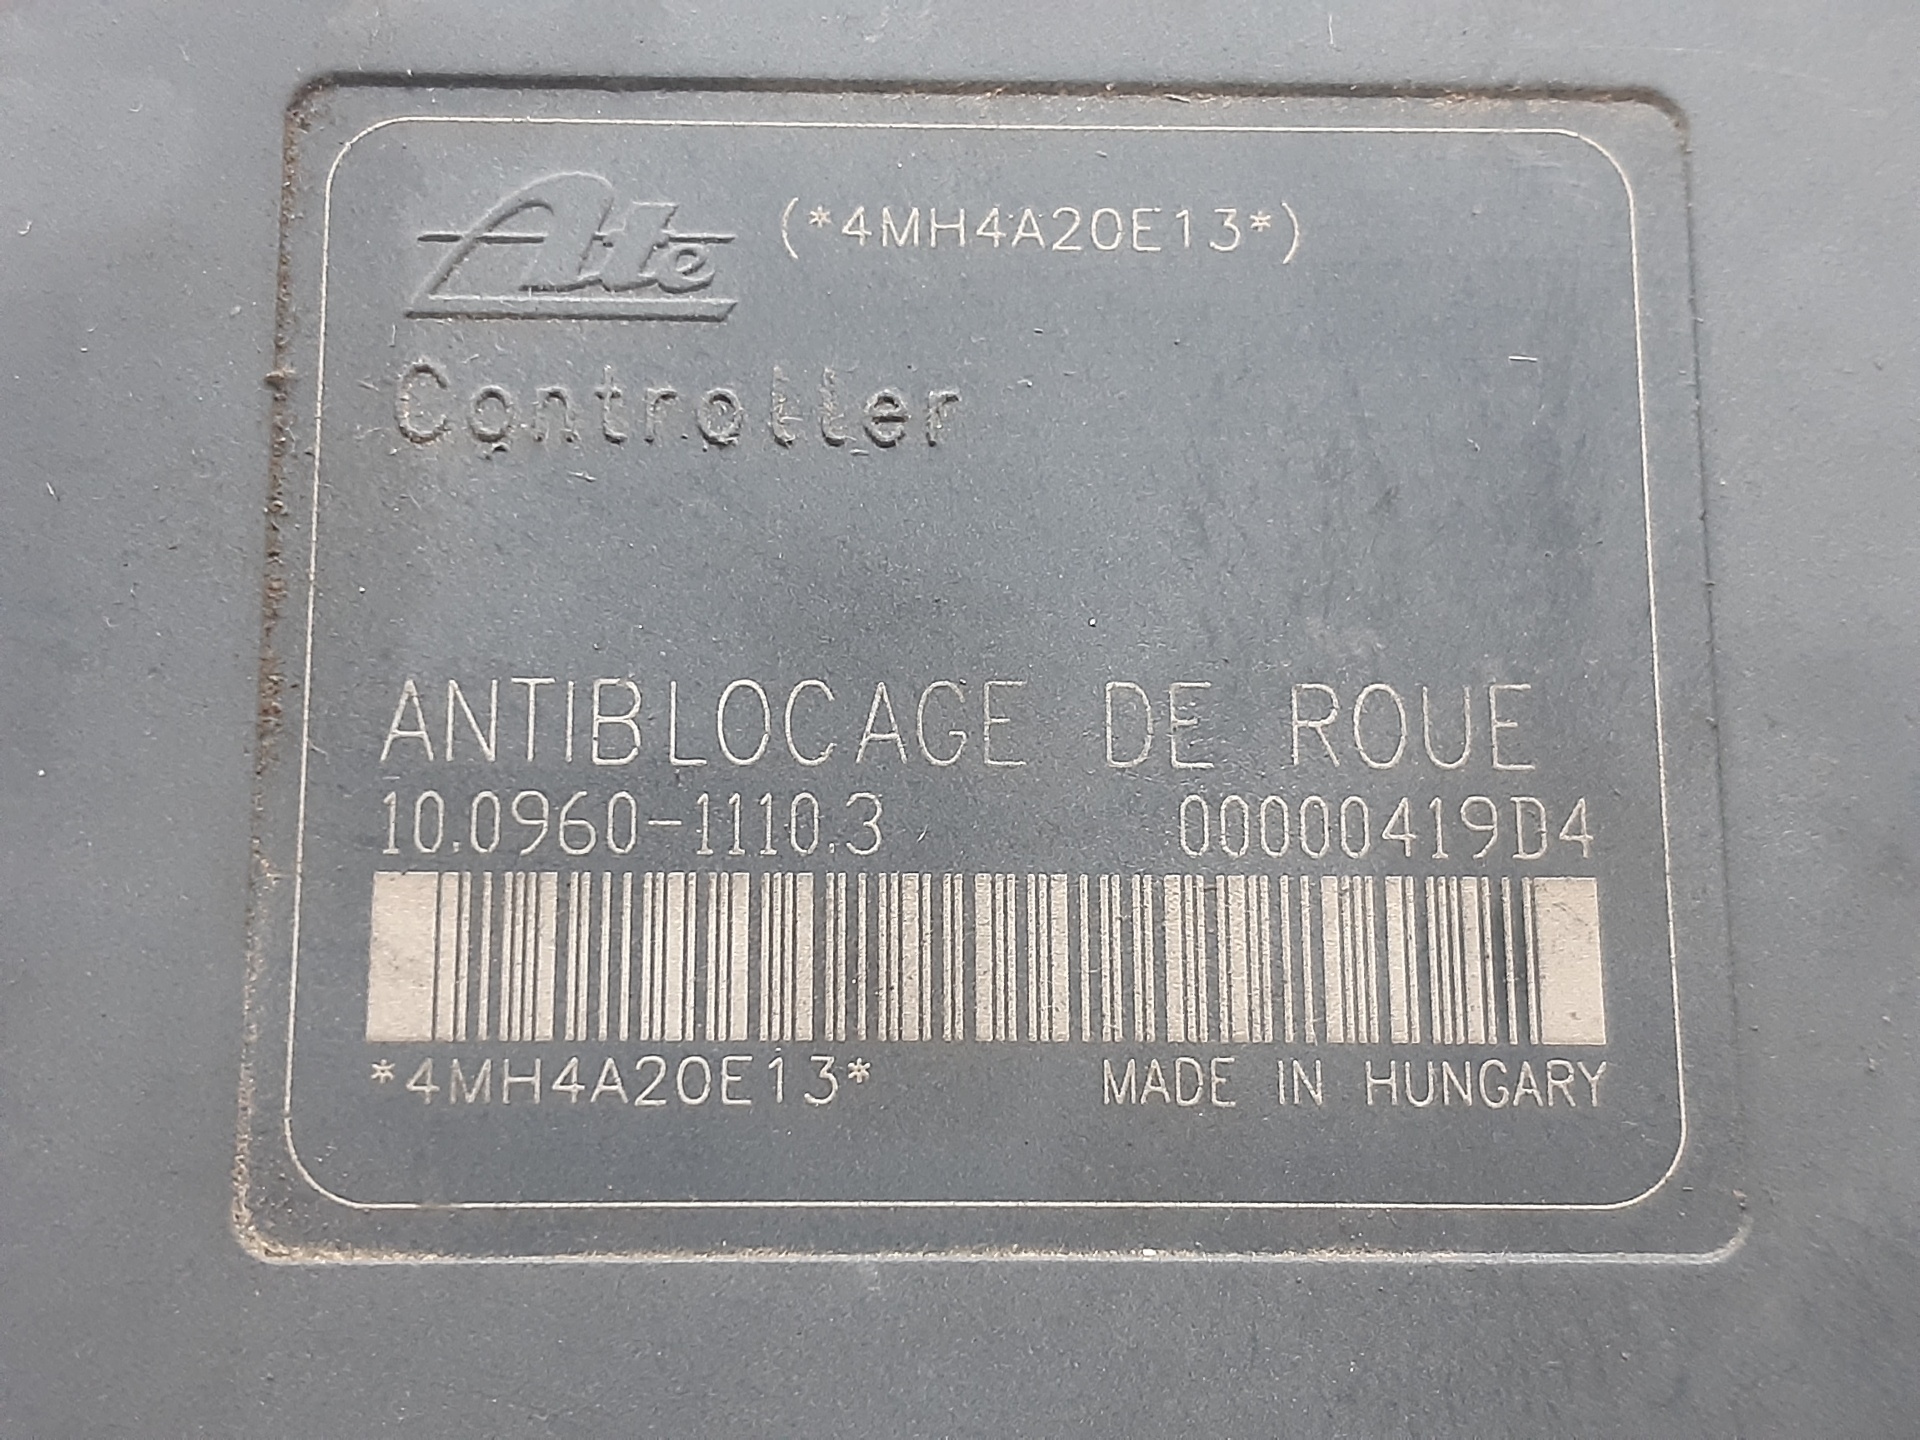 Ate (*4MH4A20E13*)
Controller
ANTIBLOCAGE DE ROUE
10.0960-1110.3 00000419D4
*4MH4A20E13* MADE IN HUNGARY